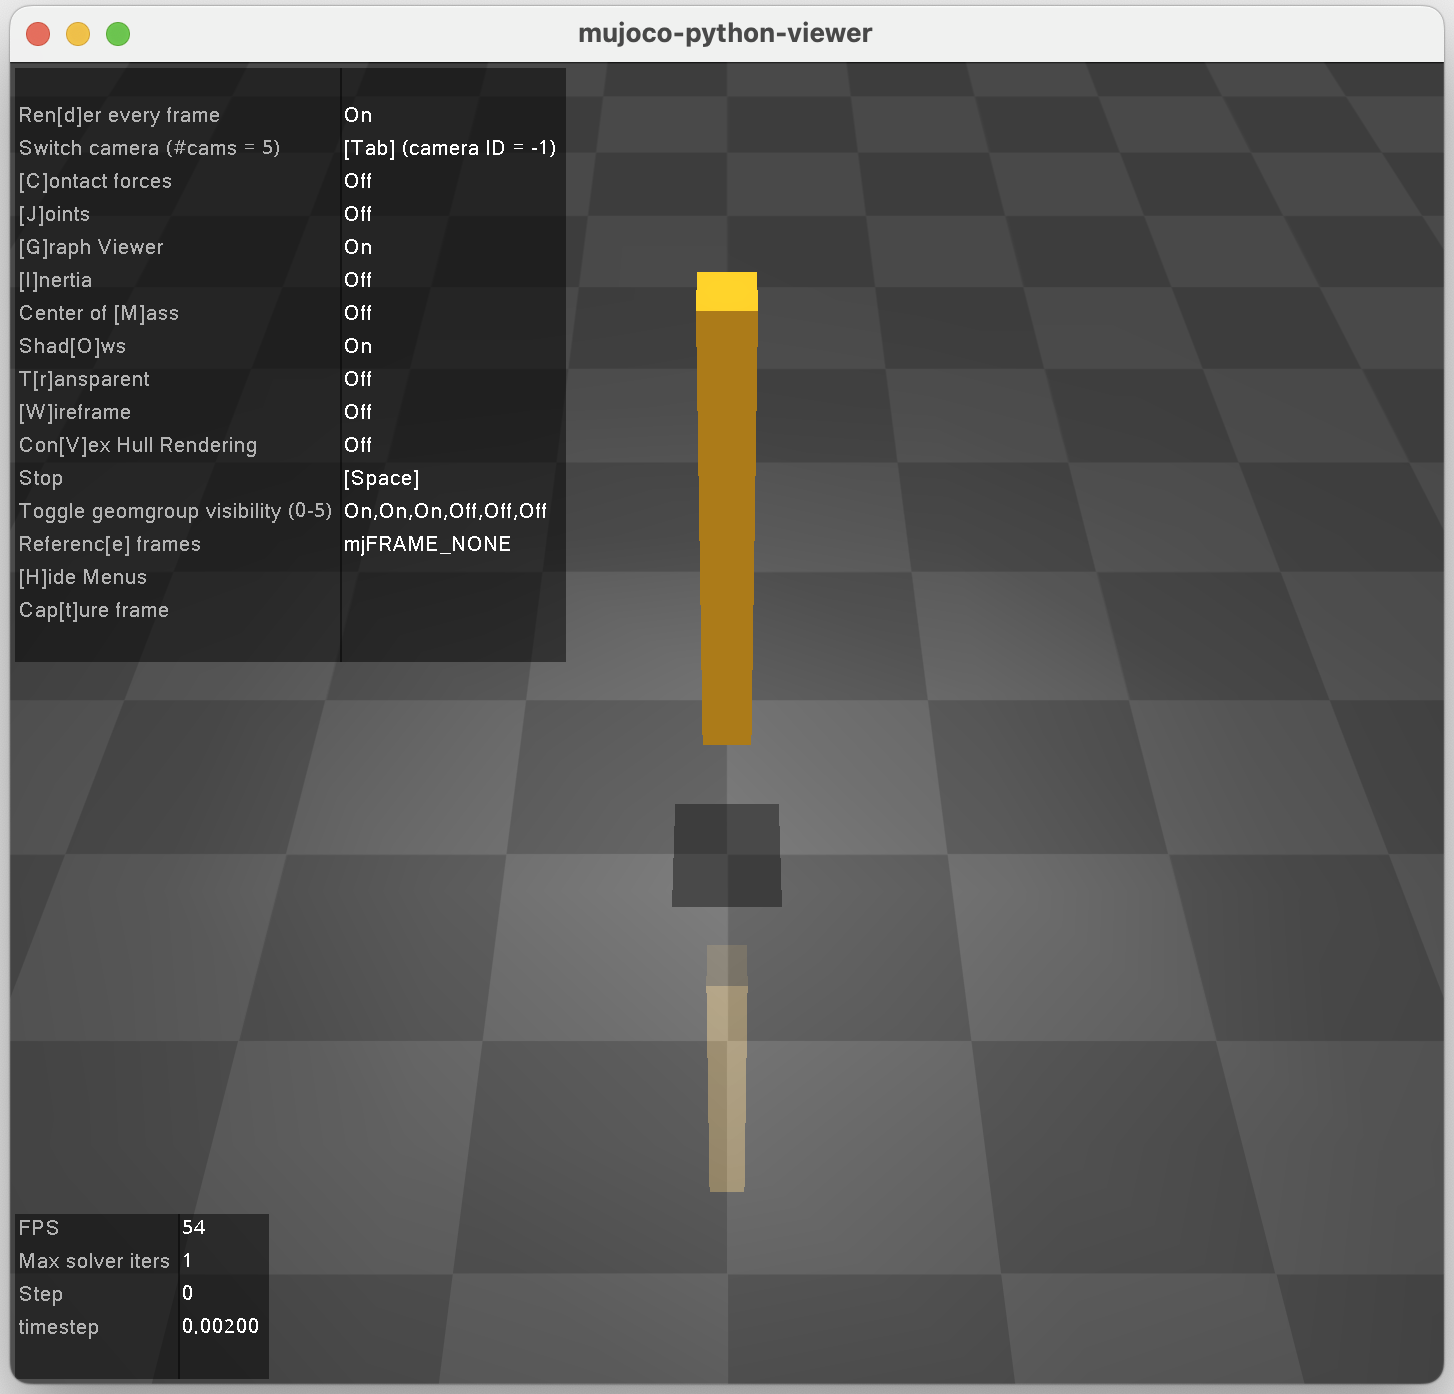 mujoco-python-viewer
Ren[d]er every frame On
Switch camera (#cams = 5) [Tab] (camera ID = -1)
[C]ontact forces Off
[J]oints Off
[G]raph Viewer On
[I]nertia Off
Center of [M]ass Off
Shad[O]ws On
T[r]ansparent Off
[W]ireframe Off
Con[V]ex Hull Rendering Off
Stop [Space]
Toggle geomgroup visibility (0-5) On,On,On,Off,Off,Off
Referenc[e] frames mjFRAME_NONE
[H]ide Menus
Cap[t]ure frame
FPS 54
Max solver iters 1
Step 0
timestep 0.00200